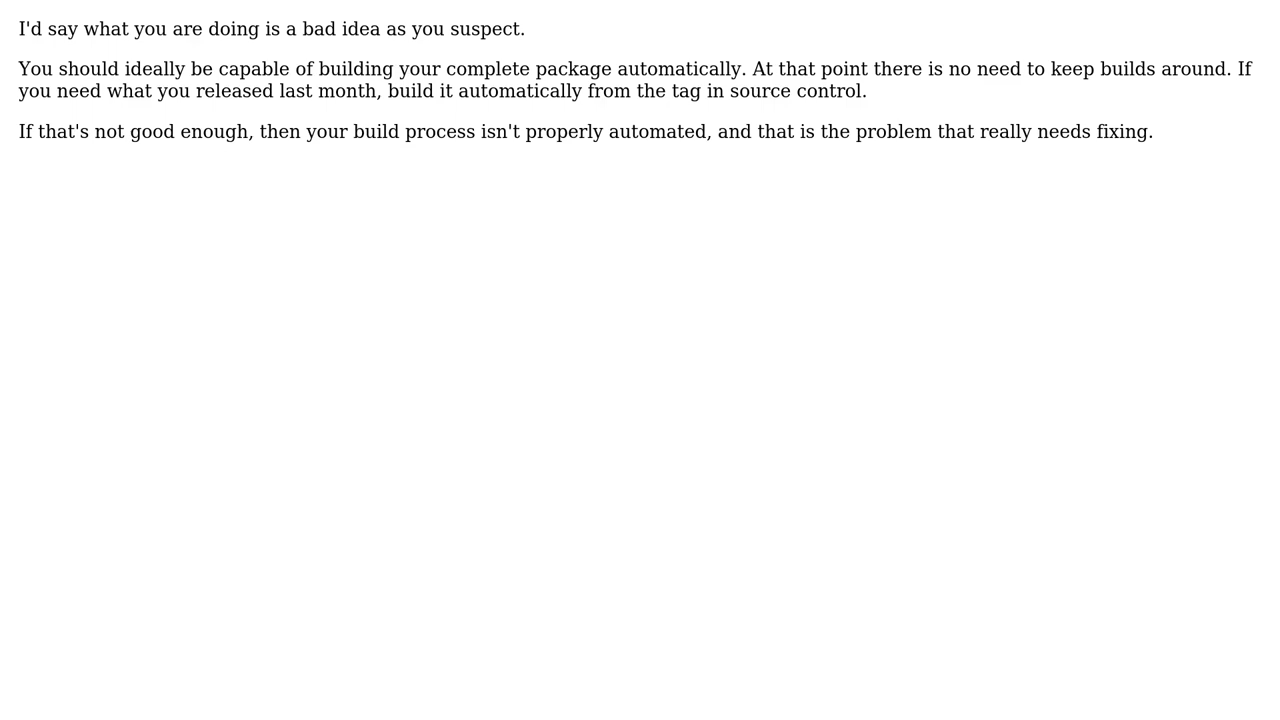 I'd say what you are doing is a bad idea as you suspect.
You should ideally be capable of building your complete package automatically. At that point there is no need to keep builds around. If
you need what you released last month, build it automatically from the tag in source control.
If that's not good enough, then your build process isn't properly automated, and that is the problem that really needs fixing.